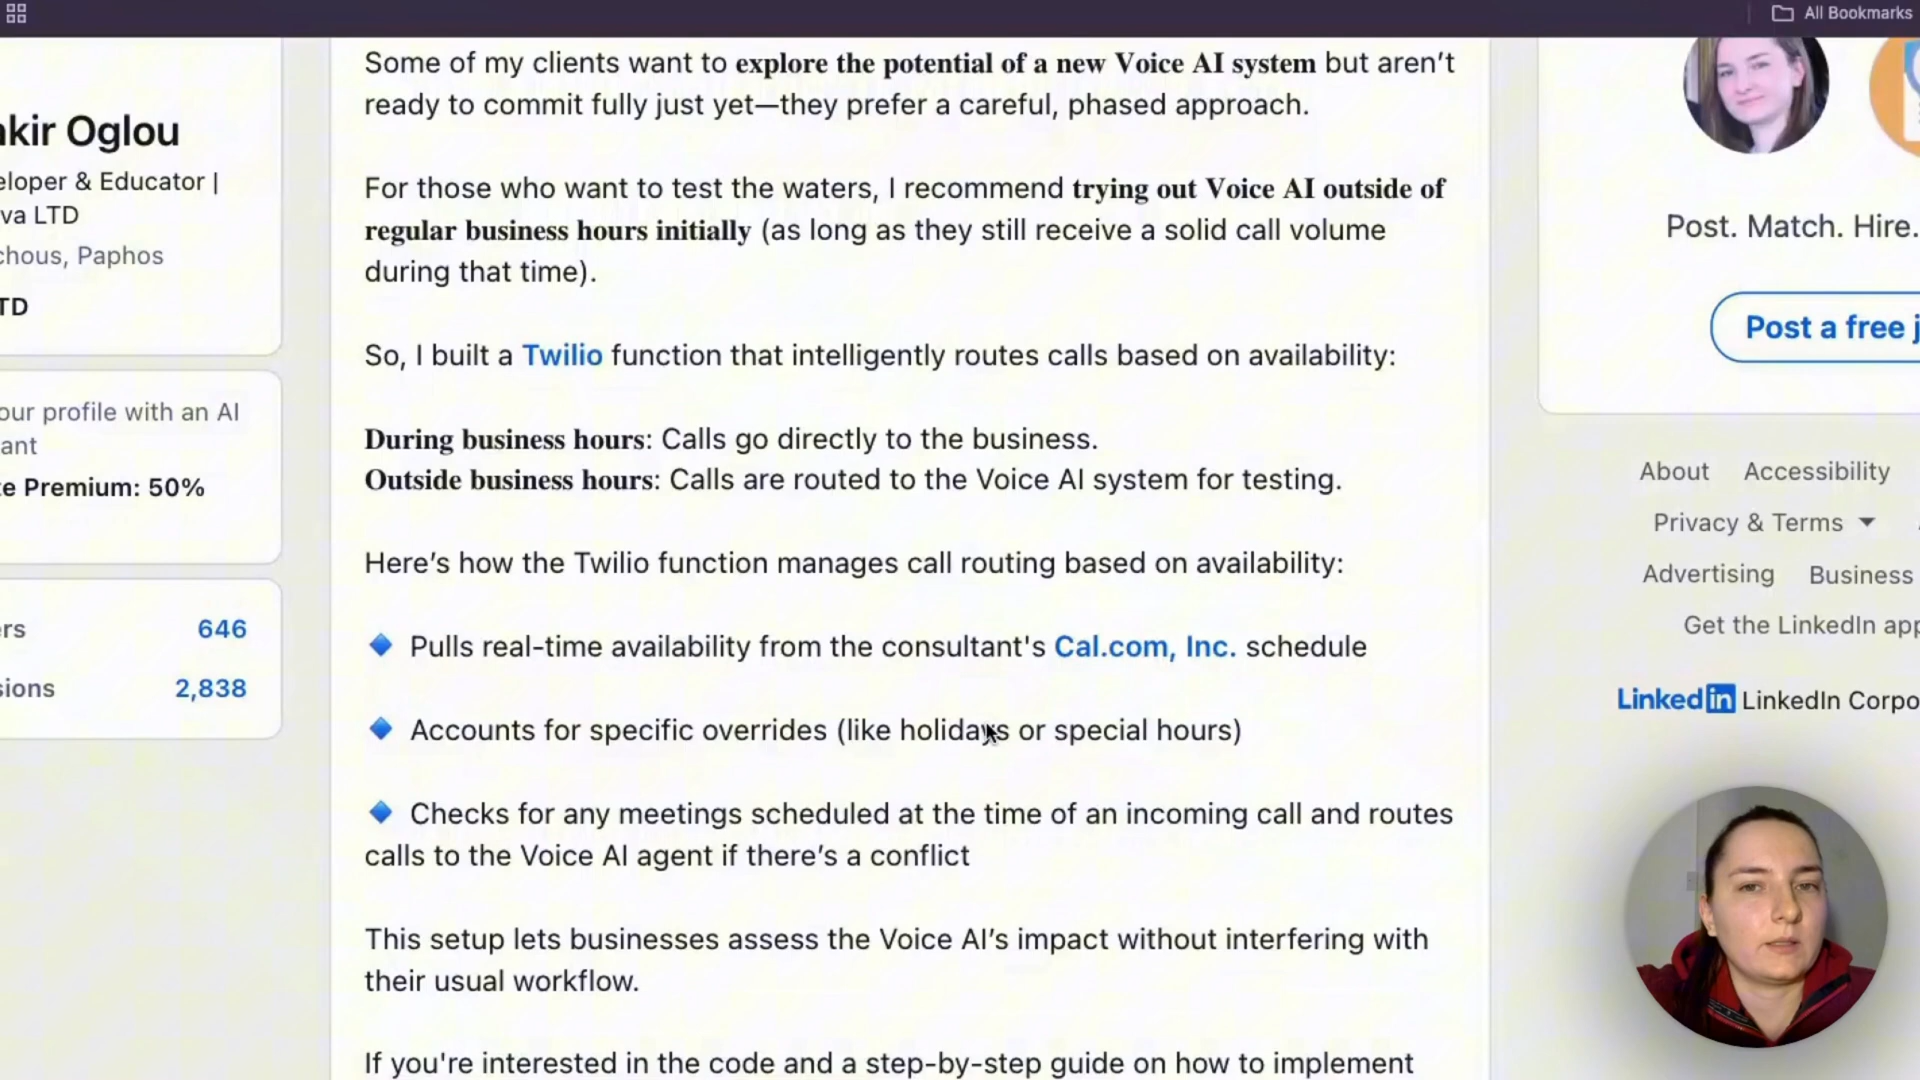 All Bookmarks
kir Oglou
eloper & Educator |
va LTD
chous, Paphos
TD
our profile with an AI
ant
e Premium: 50%
rs 646
sions 2,838
Some of my clients want to explore the potential of a new Voice AI system but aren’t
ready to commit fully just yet—they prefer a careful, phased approach.
For those who want to test the waters, I recommend trying out Voice AI outside of
regular business hours initially (as long as they still receive a solid call volume
during that time).
So, I built a Twilio function that intelligently routes calls based on availability:
During business hours: Calls go directly to the business.
Outside business hours: Calls are routed to the Voice AI system for testing.
Here’s how the Twilio function manages call routing based on availability:
🔹 Pulls real-time availability from the consultant's Cal.com, Inc. schedule
🔹 Accounts for specific overrides (like holidays or special hours)
🔹 Checks for any meetings scheduled at the time of an incoming call and routes
calls to the Voice AI agent if there’s a conflict
This setup lets businesses assess the Voice AI’s impact without interfering with
their usual workflow.
If you're interested in the code and a step-by-step guide on how to implement
Post. Match. Hire.
Post a free j
About Accessibility
Privacy & Terms
Advertising Business
Get the LinkedIn app
LinkedIn LinkedIn Corpo